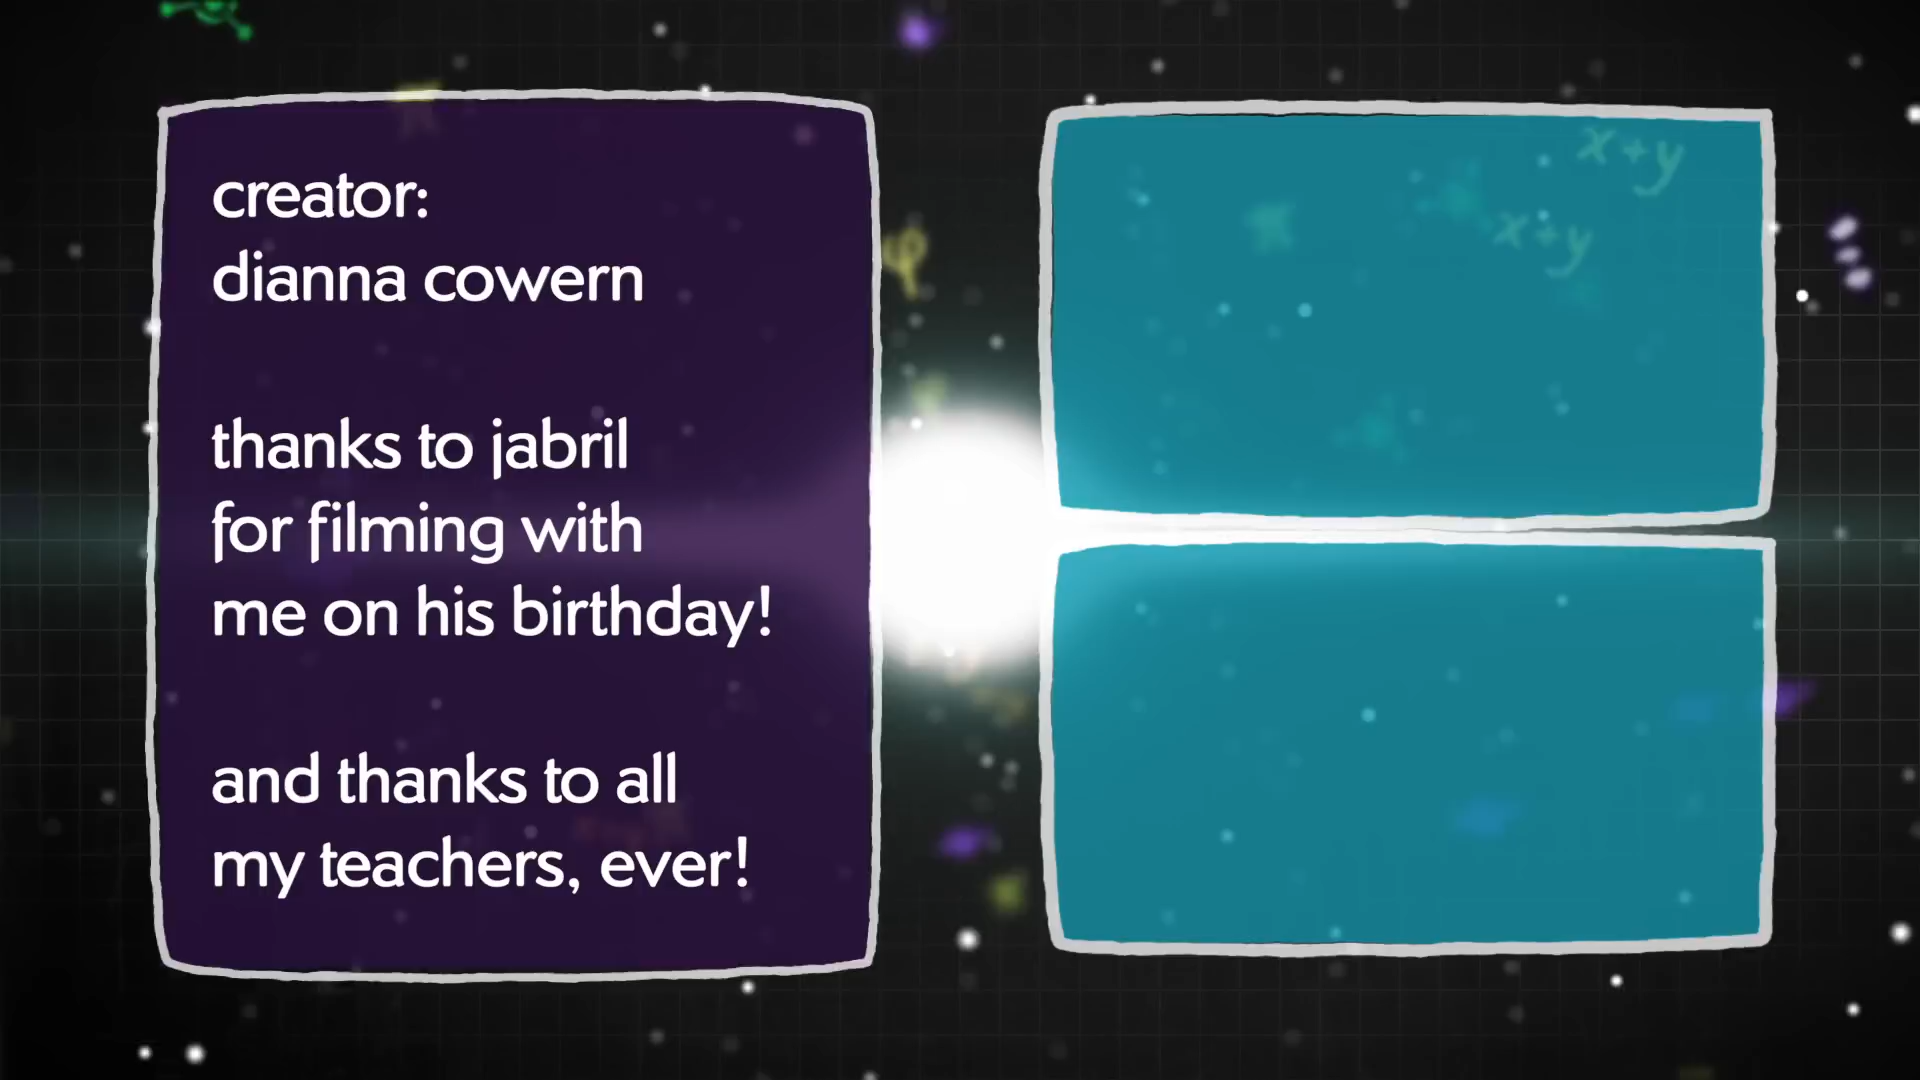 creator:
dianna cowern
thanks to jabril
for filming with
me on his birthday!
and thanks to all
my teachers, ever!
x+y
x+y
φ